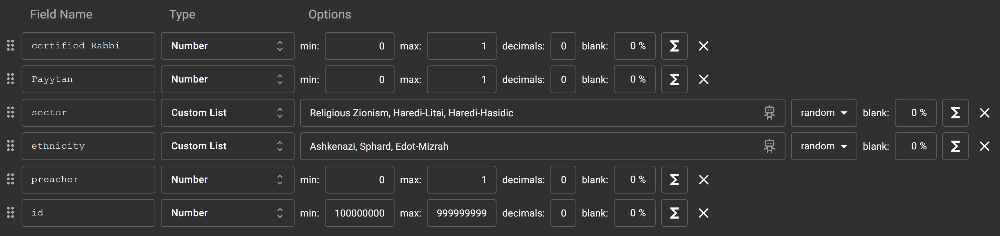 Field Name Type Options
certified_Rabbi Number min: 0 max: 1 decimals: 0 blank: 0 % Σ
Payytan Number min: 0 max: 1 decimals: 0 blank: 0 % Σ
sector Custom List Religious Zionism, Haredi-Litai, Haredi-Hasidic random blank: 0 % Σ
ethnicity Custom List Ashkenazi, Sphard, Edot-Mizrah random blank: 0 % Σ
preacher Number min: 0 max: 1 decimals: 0 blank: 0 % Σ
id Number min: 100000000 max: 999999999 decimals: 0 blank: 0 % Σ